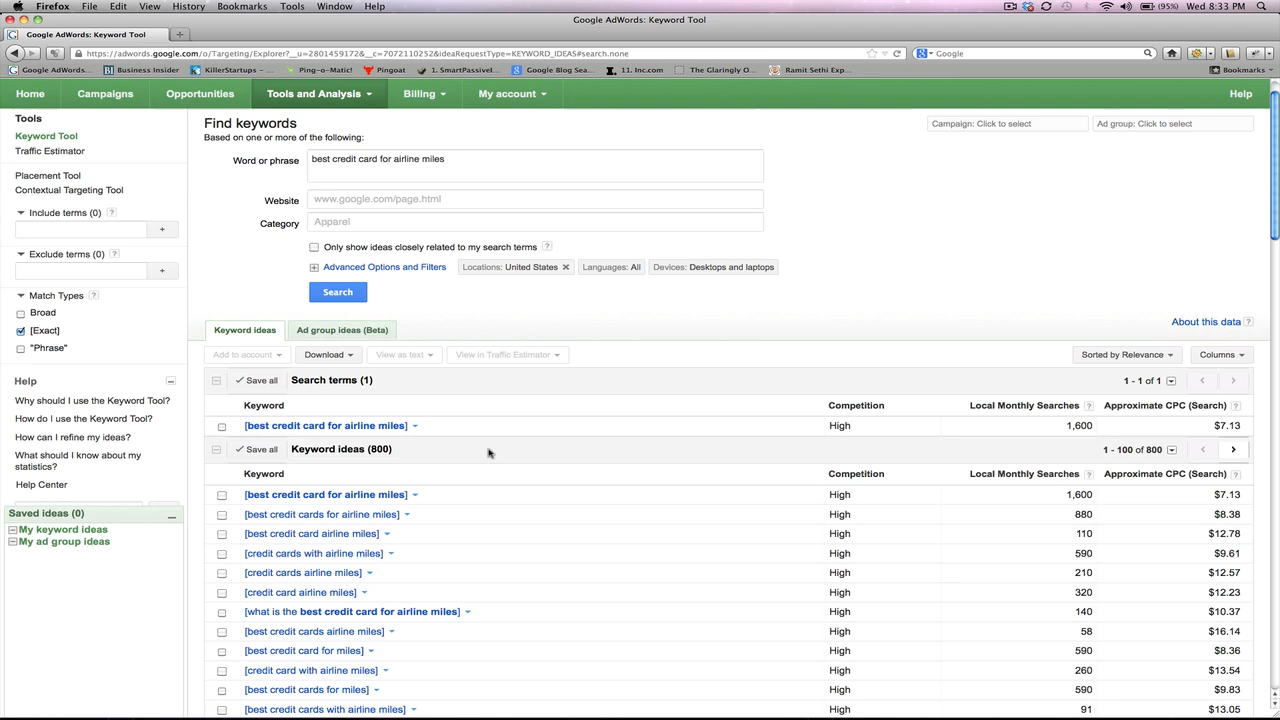 Firefox File Edit View History Bookmarks Tools Window Help (95%) Wed 8:33 PM
Google AdWords: Keyword Tool
Google AdWords: Keyword Tool +
https://adwords.google.com/o/Targeting/Explorer?__u=2801459172&__c=7072110252&ideaRequestType=KEYWORD_IDEAS#search.none Google
Google AdWords... Business Insider KillerStartups – ... Ping-o-Matic! Pingoat 1. SmartPassiveI... Google Blog Sea... 11. Inc.com The Glaringly O... Ramit Sethi Exp... Bookmarks
Home Campaigns Opportunities Tools and Analysis Billing My account Help
Tools
Keyword Tool
Traffic Estimator
Placement Tool
Contextual Targeting Tool
Include terms (0) ?
+
Exclude terms (0) ?
+
Match Types ?
Broad
[Exact]
"Phrase"
Help
Why should I use the Keyword Tool?
How do I use the Keyword Tool?
How can I refine my ideas?
What should I know about my
statistics?
Help Center
Saved ideas (0)
My keyword ideas
My ad group ideas
Find keywords
Based on one or more of the following:
Campaign: Click to select Ad group: Click to select
Word or phrase best credit card for airline miles
Website www.google.com/page.html
Category Apparel
Only show ideas closely related to my search terms ?
Advanced Options and Filters Locations: United States Languages: All Devices: Desktops and laptops
Search
Keyword ideas Ad group ideas (Beta) About this data ?
Add to account Download View as text View in Traffic Estimator Sorted by Relevance Columns
Save all Search terms (1) 1 - 1 of 1
Keyword Competition Local Monthly Searches ? Approximate CPC (Search) ?
[best credit card for airline miles] High 1,600 $7.13
Save all Keyword ideas (800) 1 - 100 of 800
Keyword Competition Local Monthly Searches ? Approximate CPC (Search) ?
[best credit card for airline miles] High 1,600 $7.13
[best credit cards for airline miles] High 880 $8.38
[best credit card airline miles] High 110 $12.78
[credit cards with airline miles] High 590 $9.61
[credit cards airline miles] High 210 $12.57
[credit card airline miles] High 320 $12.23
[what is the best credit card for airline miles] High 140 $10.37
[best credit cards airline miles] High 58 $16.14
[best credit card for miles] High 590 $8.36
[credit card with airline miles] High 260 $13.54
[best credit cards for miles] High 590 $9.83
[best credit cards with airline miles] High 91 $13.05